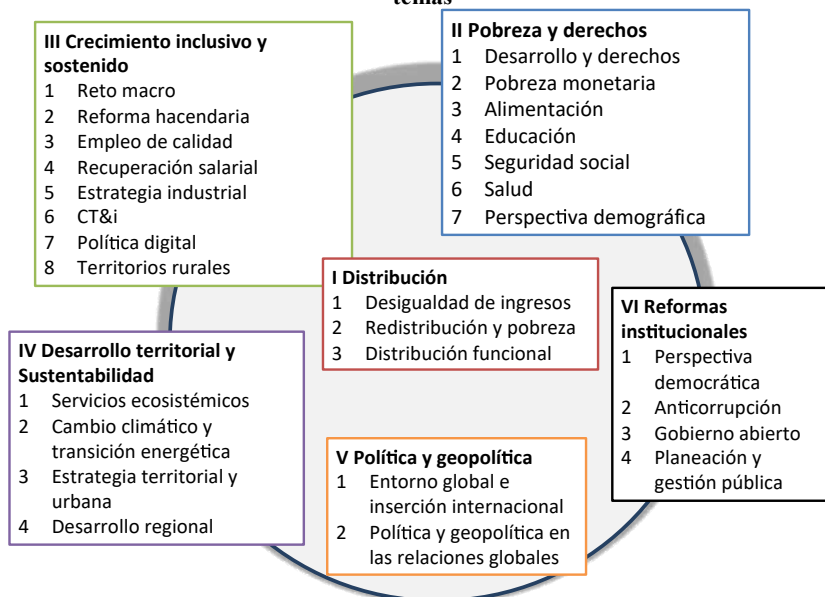 temas
III Crecimiento inclusivo y
sostenido
1 Reto macro
2 Reforma hacendaria
3 Empleo de calidad
4 Recuperación salarial
5 Estrategia industrial
6 CT&i
7 Política digital
8 Territorios rurales
II Pobreza y derechos
1 Desarrollo y derechos
2 Pobreza monetaria
3 Alimentación
4 Educación
5 Seguridad social
6 Salud
7 Perspectiva demográfica
I Distribución
1 Desigualdad de ingresos
2 Redistribución y pobreza
3 Distribución funcional
IV Desarrollo territorial y
Sustentabilidad
1 Servicios ecosistémicos
2 Cambio climático y
transición energética
3 Estrategia territorial y
urbana
4 Desarrollo regional
V Política y geopolítica
1 Entorno global e
inserción internacional
2 Política y geopolítica en
las relaciones globales
VI Reformas
institucionales
1 Perspectiva
democrática
2 Anticorrupción
3 Gobierno abierto
4 Planeación y
gestión pública